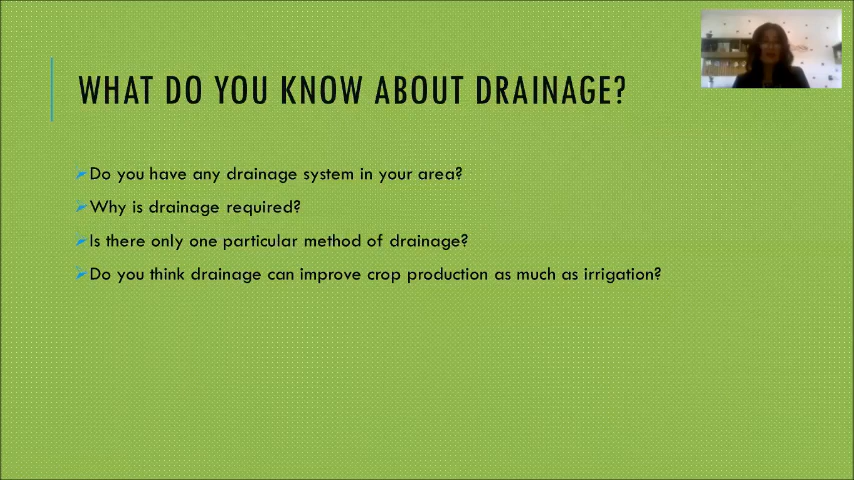 WHAT DO YOU KNOW ABOUT DRAINAGE?
Do you have any drainage system in your area?
Why is drainage required?
Is there only one particular method of drainage?
Do you think drainage can improve crop production as much as irrigation?